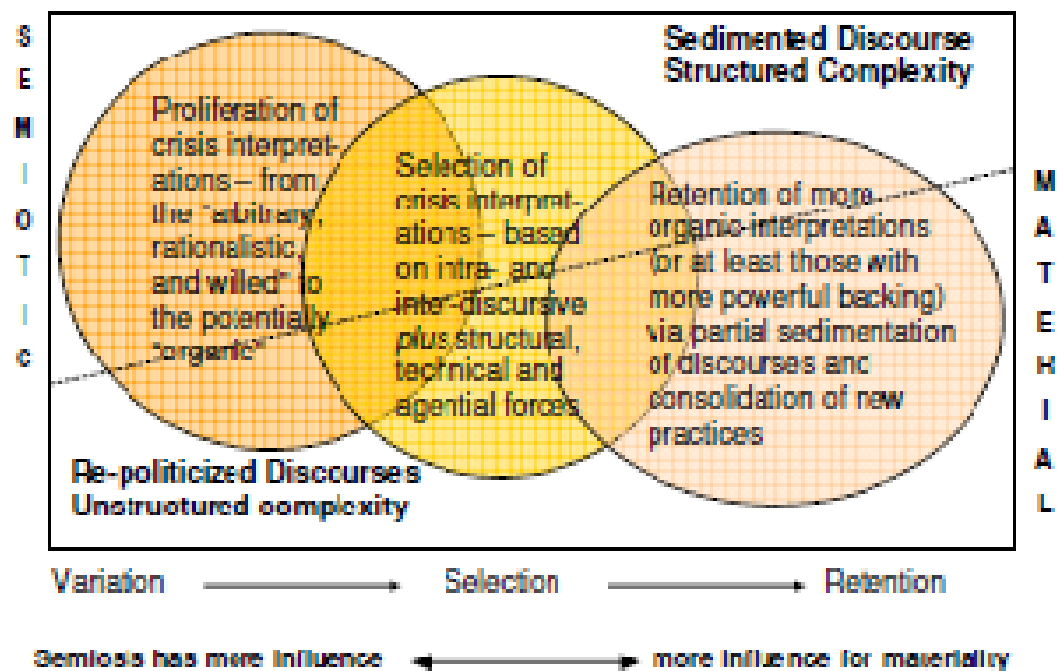 SEMIOTIC
Sedimented Discourse
Structured Complexity
Proliferation of
crisis interpret-
ations – from
the "arbitrary,
rationalistic,
and willed" to
the potentially
"organic"
Selection of
crisis interpret-
ations – based
on intra- and
inter-discursive
plus structural,
technical and
agential forces
Retention of more
organic interpretations
(or at least those with
more powerful backing)
via partial sedimentation
of discourses and
consolidation of new
practices
MATERIAL
Re-politicized Discourses
Unstructured complexity
Variation
Selection
Retention
Semiosis has more influence
more influence for materiality